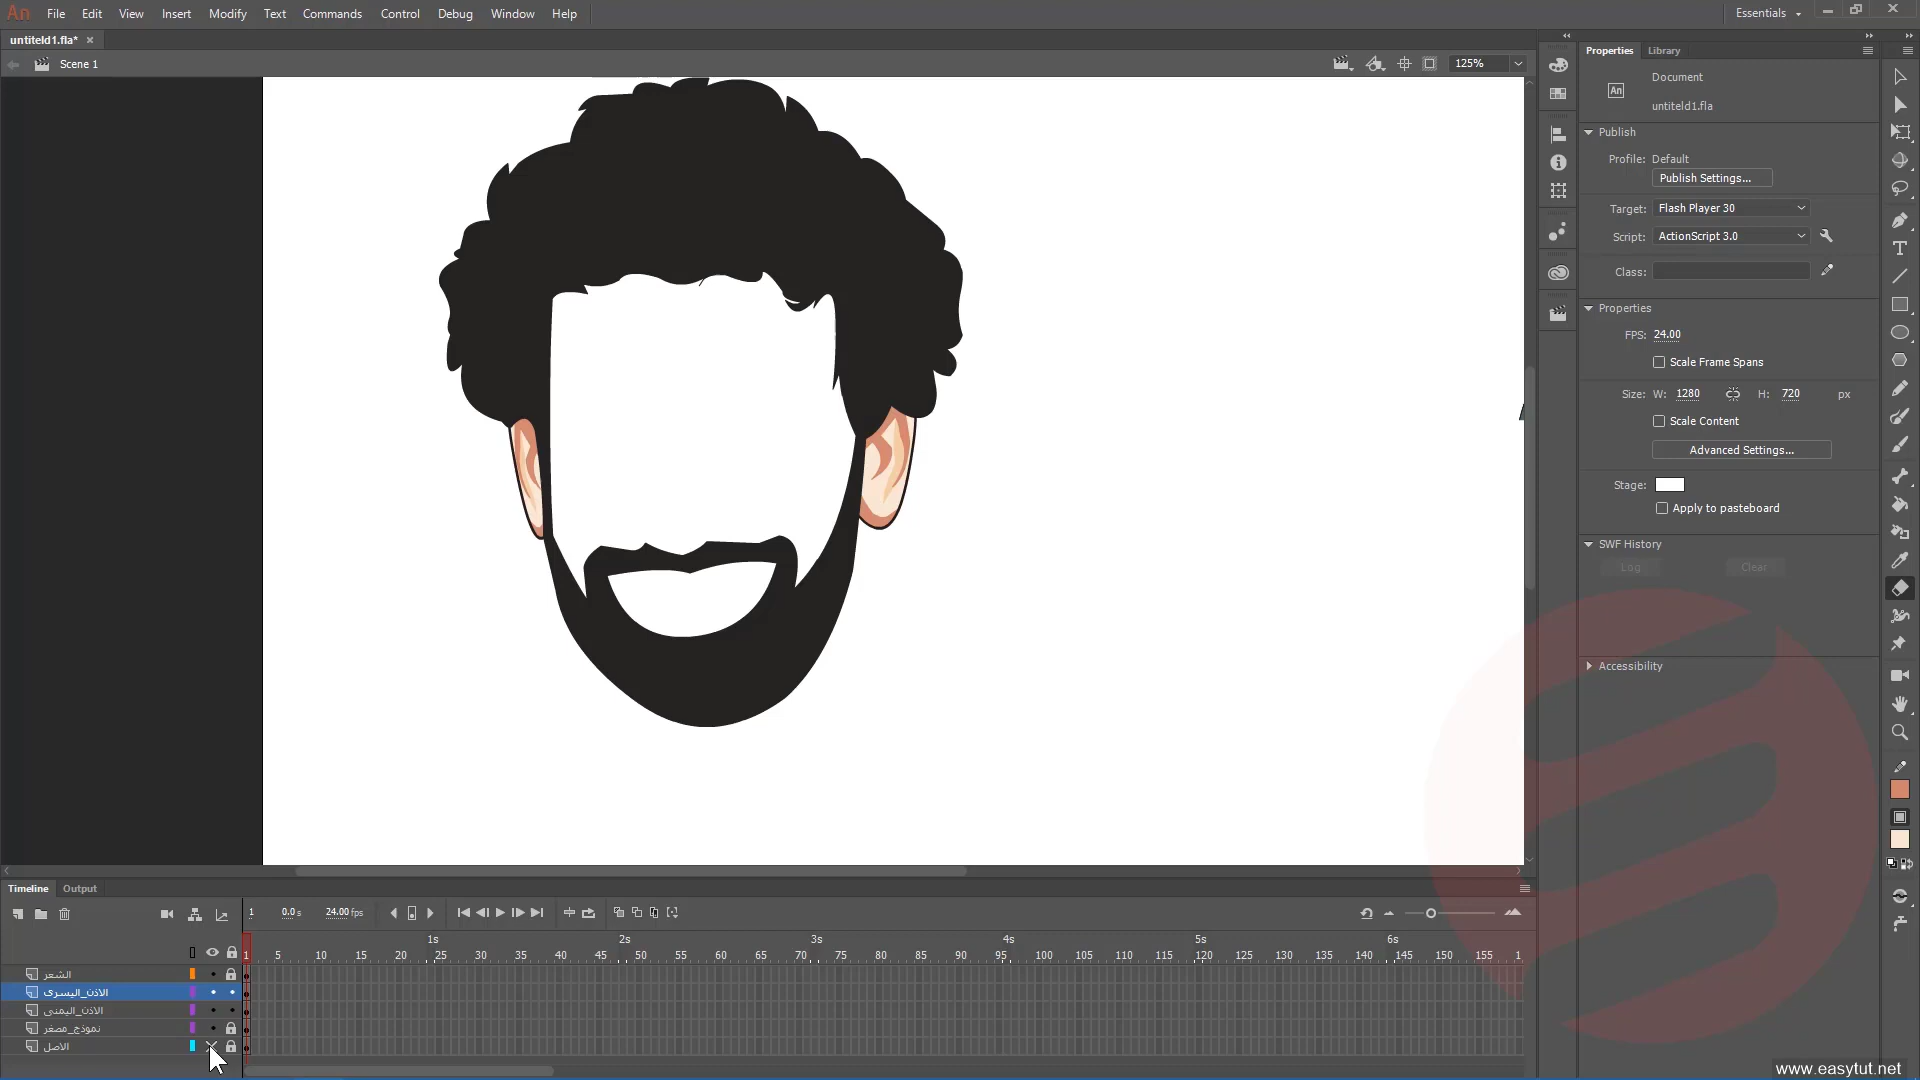 An File Edit View Insert Modify Text Commands Control Debug Window Help Essentials
untiteld1.fla*
Scene 1 125%
Properties Library
Document
An
untiteld1.fla
Publish
Profile: Default
Publish Settings...
Target: Flash Player 30
Script: ActionScript 3.0
Class:
Properties
FPS: 24.00
Scale Frame Spans
Size: W: 1280 H: 720 px
Scale Content
Advanced Settings...
Stage:
Apply to pasteboard
SWF History
Log Clear
Accessibility
Timeline Output
1 0.0 s 24.00 fps
1s 2s 3s 4s 5s 6s
1 5 10 15 20 25 30 35 40 45 50 55 60 65 70 75 80 85 90 95 100 105 110 115 120 125 130 135 140 145 150 155 1
الشعر
الاذن_اليسرى
الاذن_اليمنى
نموذج_مصغر
الاصل
www.easytut.net